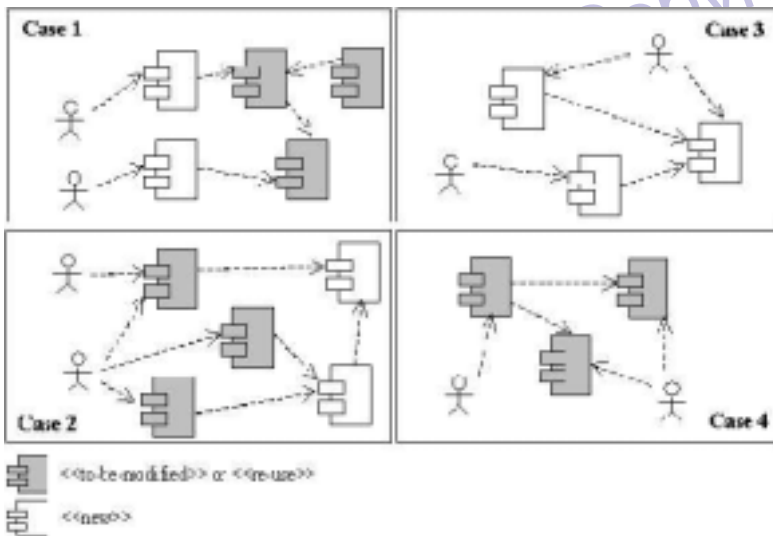 Case 1
Case 3
Case 2
Case 4
<<to-be-modified>> or <<re-use>>
<<new>>